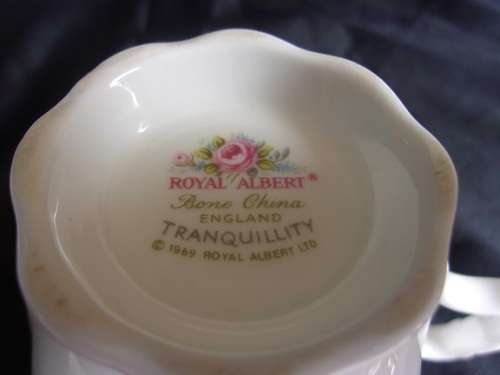 ROYAL ALBERT®
Bone China
ENGLAND
TRANQUILLITY
© 1969 ROYAL ALBERT LTD